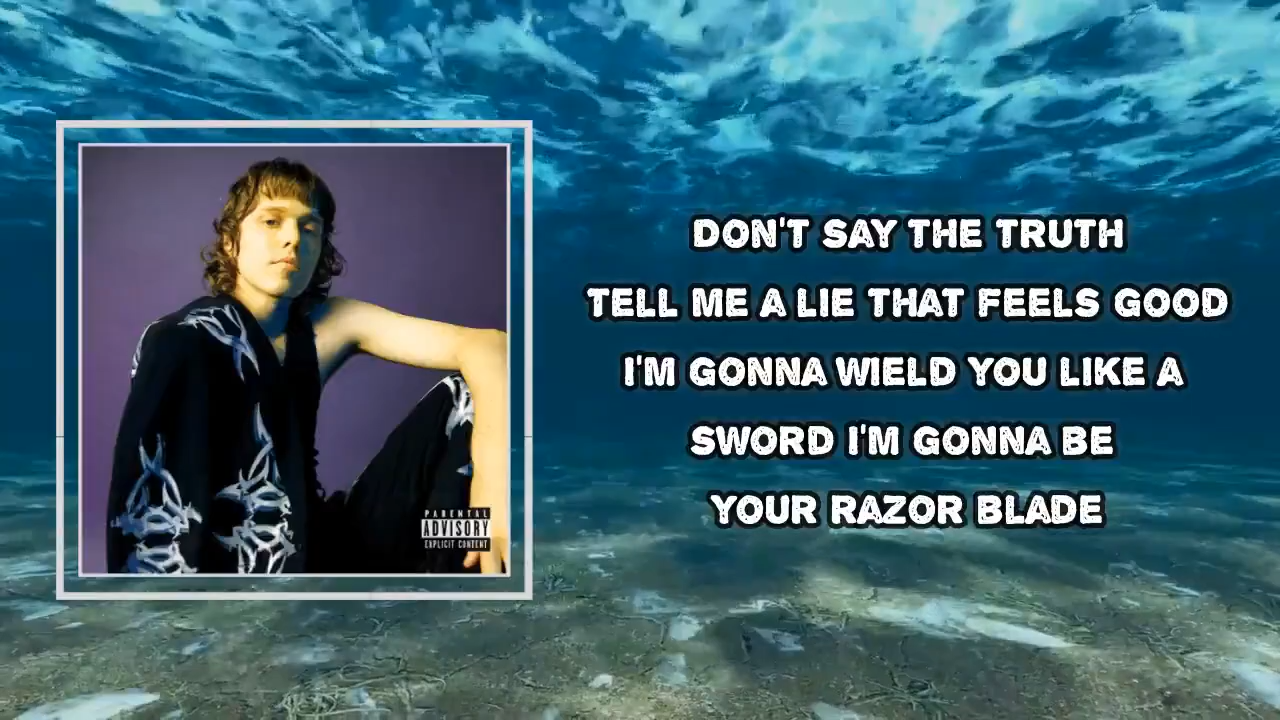 PARENTAL
ADVISORY
EXPLICIT CONTENT
DON'T SAY THE TRUTH
TELL ME A LIE THAT FEELS GOOD
I'M GONNA WIELD YOU LIKE A
SWORD I'M GONNA BE
YOUR RAZOR BLADE